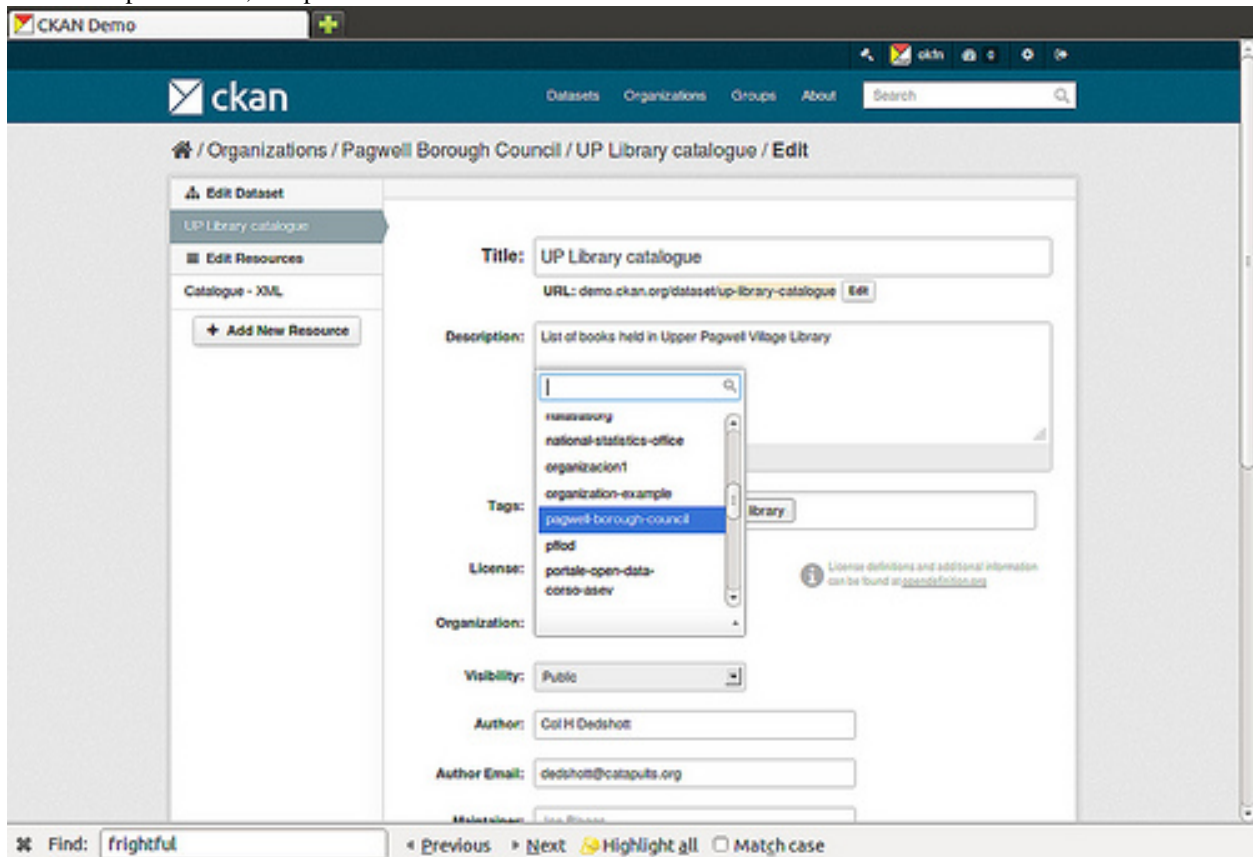 CKAN Demo
okfn 0
ckan Datasets Organizations Groups About Search
/ Organizations / Pagwell Borough Council / UP Library catalogue / Edit
Edit Dataset
UP Library catalogue
Edit Resources
Catalogue - XML
+ Add New Resource
Title: UP Library catalogue
URL: demo.ckan.org/dataset/up-library-catalogue Edit
Description: List of books held in Upper Pagwell Village Library
national-statistics-office
organizacion1
organization-example
Tags: library
pagwell-borough-council
pflod
License: portale-open-data-
corso-asev
License definitions and additional information
can be found at opendefinition.org
Organization:
Visibility: Public
Author: Col H Dedshott
Author Email: dedshott@catapults.org
Maintainer:
Find: frightful Previous Next Highlight all Match case